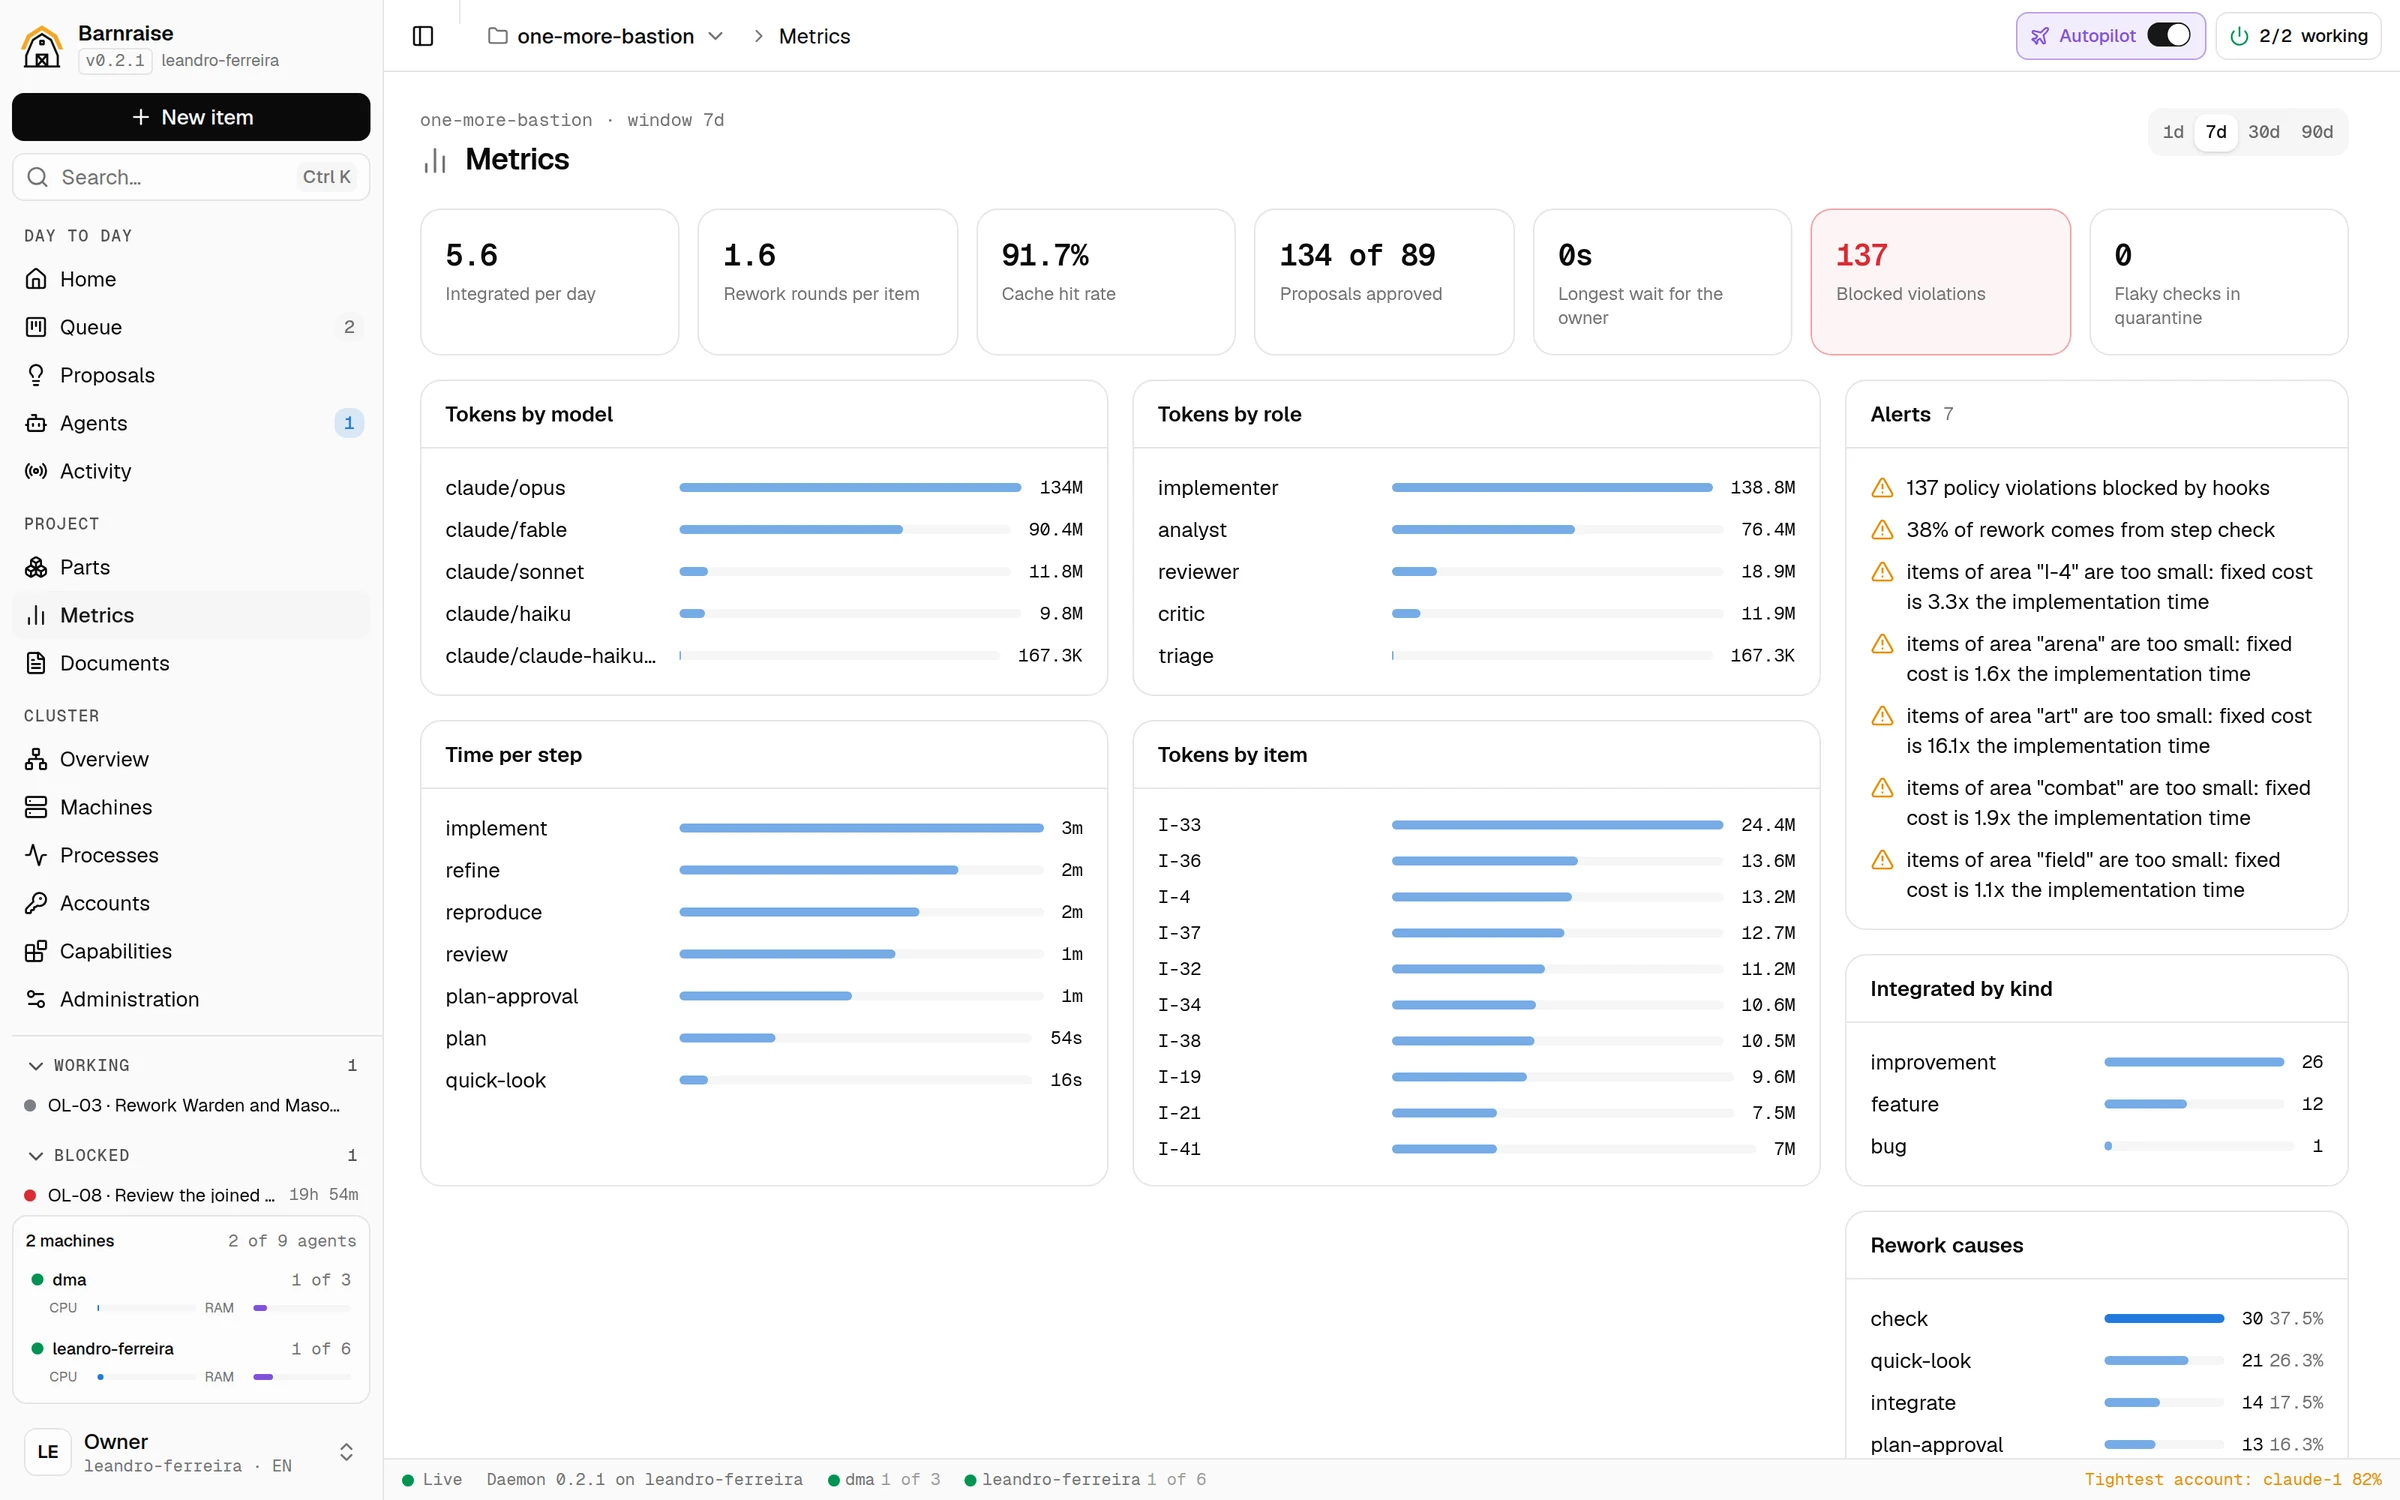 Barnraise
v0.2.1 leandro-ferreira
New item
Search... Ctrl K
DAY TO DAY
Home
Queue 2
Proposals
Agents 1
Activity
PROJECT
Parts
Metrics
Documents
CLUSTER
Overview
Machines
Processes
Accounts
Capabilities
Administration
WORKING 1
OL-03 · Rework Warden and Maso...
BLOCKED 1
OL-08 · Review the joined ... 19h 54m
2 machines 2 of 9 agents
dma 1 of 3
CPU RAM
leandro-ferreira 1 of 6
CPU RAM
LE
Owner
leandro-ferreira · EN
one-more-bastion > Metrics
Autopilot
2/2 working
one-more-bastion · window 7d
Metrics
1d 7d 30d 90d
5.6
Integrated per day
1.6
Rework rounds per item
91.7%
Cache hit rate
134 of 89
Proposals approved
0s
Longest wait for the
owner
137
Blocked violations
0
Flaky checks in
quarantine
Tokens by model
claude/opus 134M
claude/fable 90.4M
claude/sonnet 11.8M
claude/haiku 9.8M
claude/claude-haiku... 167.3K
Tokens by role
implementer 138.8M
analyst 76.4M
reviewer 18.9M
critic 11.9M
triage 167.3K
Alerts 7
137 policy violations blocked by hooks
38% of rework comes from step check
items of area "I-4" are too small: fixed cost
is 3.3x the implementation time
items of area "arena" are too small: fixed
cost is 1.6x the implementation time
items of area "art" are too small: fixed cost
is 16.1x the implementation time
items of area "combat" are too small: fixed
cost is 1.9x the implementation time
items of area "field" are too small: fixed
cost is 1.1x the implementation time
Time per step
implement 3m
refine 2m
reproduce 2m
review 1m
plan-approval 1m
plan 54s
quick-look 16s
Tokens by item
I-33 24.4M
I-36 13.6M
I-4 13.2M
I-37 12.7M
I-32 11.2M
I-34 10.6M
I-38 10.5M
I-19 9.6M
I-21 7.5M
I-41 7M
Integrated by kind
improvement 26
feature 12
bug 1
Rework causes
check 30 37.5%
quick-look 21 26.3%
integrate 14 17.5%
plan-approval 13 16.3%
Live Daemon 0.2.1 on leandro-ferreira dma 1 of 3 leandro-ferreira 1 of 6
Tightest account: claude-1 82%